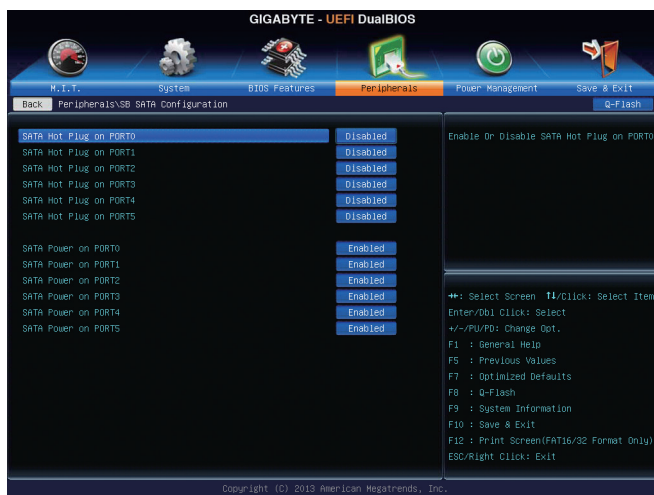 GIGABYTE - UEFI DualBIOS
M.I.T. System BIOS Features Peripherals Power Management Save & Exit
Back Peripherals\SB SATA Configuration Q-Flash
SATA Hot Plug on PORT0 Disabled
SATA Hot Plug on PORT1 Disabled
SATA Hot Plug on PORT2 Disabled
SATA Hot Plug on PORT3 Disabled
SATA Hot Plug on PORT4 Disabled
SATA Hot Plug on PORT5 Disabled
SATA Power on PORT0 Enabled
SATA Power on PORT1 Enabled
SATA Power on PORT2 Enabled
SATA Power on PORT3 Enabled
SATA Power on PORT4 Enabled
SATA Power on PORT5 Enabled
Enable Or Disable SATA Hot Plug on PORT0
→←: Select Screen ↑↓/Click: Select Item
Enter/Dbl Click: Select
+/-/PU/PD: Change Opt.
F1 : General Help
F5 : Previous Values
F7 : Optimized Defaults
F8 : Q-Flash
F9 : System Information
F10 : Save & Exit
F12 : Print Screen(FAT16/32 Format Only)
ESC/Right Click: Exit
Copyright (C) 2013 American Megatrends, Inc.